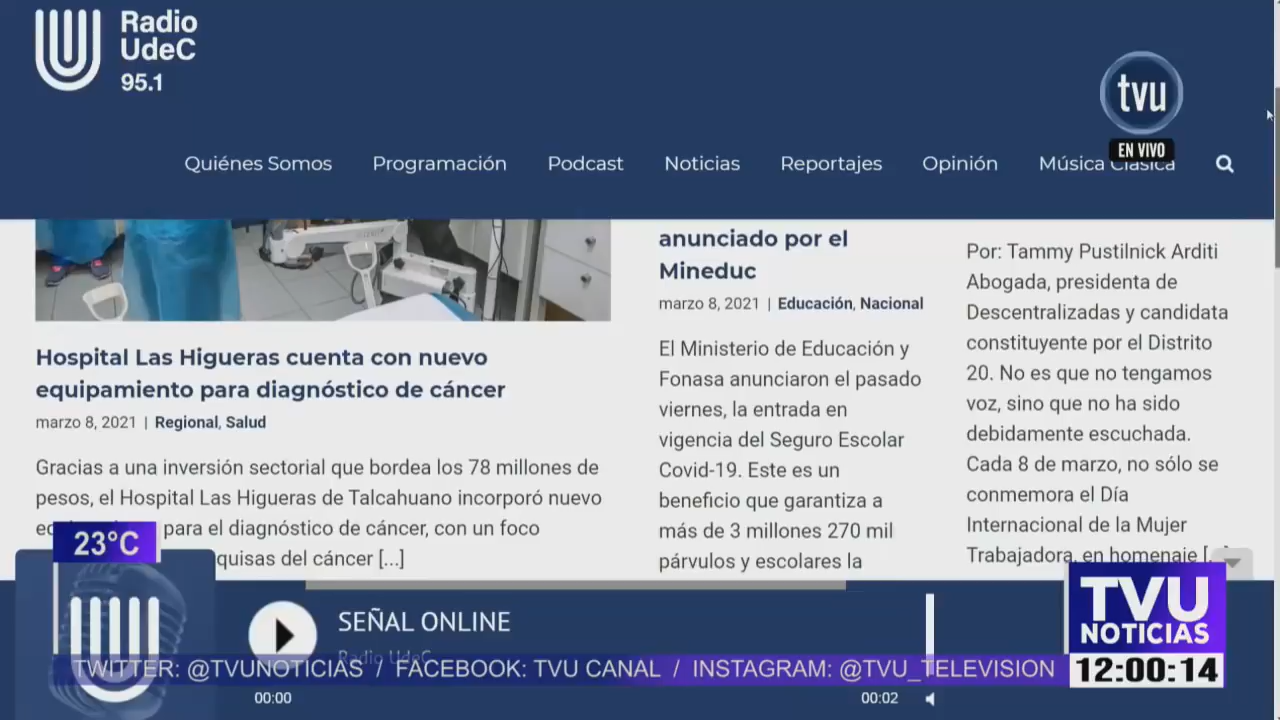 Radio
UdeC
95.1
tvu
EN VIVO
Quiénes Somos Programación Podcast Noticias Reportajes Opinión Música Clásica
Hospital Las Higueras cuenta con nuevo
equipamiento para diagnóstico de cáncer
marzo 8, 2021 | Regional, Salud
Gracias a una inversión sectorial que bordea los 78 millones de
pesos, el Hospital Las Higueras de Talcahuano incorporó nuevo
para el diagnóstico de cáncer, con un foco
quisas del cáncer [...]
anunciado por el
Mineduc
marzo 8, 2021 | Educación, Nacional
El Ministerio de Educación y
Fonasa anunciaron el pasado
viernes, la entrada en
vigencia del Seguro Escolar
Covid-19. Este es un
beneficio que garantiza a
más de 3 millones 270 mil
párvulos y escolares la
Por: Tammy Pustilnick Arditi
Abogada, presidenta de
Descentralizadas y candidata
constituyente por el Distrito
20. No es que no tengamos
voz, sino que no ha sido
debidamente escuchada.
Cada 8 de marzo, no sólo se
conmemora el Día
Internacional de la Mujer
Trabajadora, en homenaje [...]
23°C
SEÑAL ONLINE
Radio UdeC
TWITTER: @TVUNOTICIAS / FACEBOOK: TVU CANAL / INSTAGRAM: @TVU_TELEVISION
00:00
00:02
TVU
NOTICIAS
12:00:14